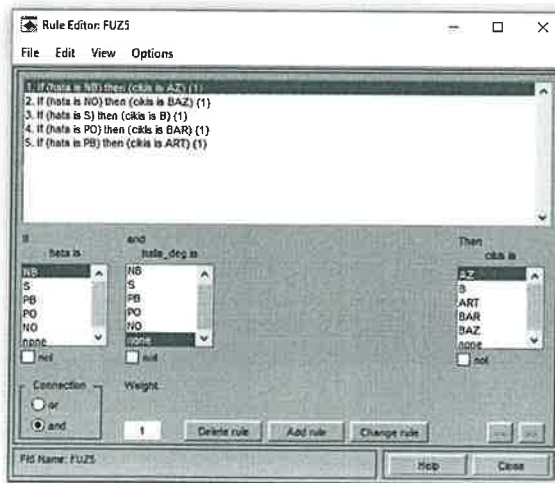 Rule Editor: FUZ5
File Edit View Options
1. If (hata is NB) then (cikis is AZ) (1)
2. If (hata is NO) then (cikis is BAZ) (1)
3. If (hata is S) then (cikis is B) (1)
4. If (hata is PO) then (cikis is BAR) (1)
5. If (hata is PB) then (cikis is ART) (1)
If and Then
hata is hata_deg is cikis is
NB NB AZ
S S B
PB PB ART
PO PO BAR
NO NO BAZ
none none none
not not not
Connection Weight:
or
and 1 Delete rule Add rule Change rule << >>
FIS Name: FUZ5 Help Close